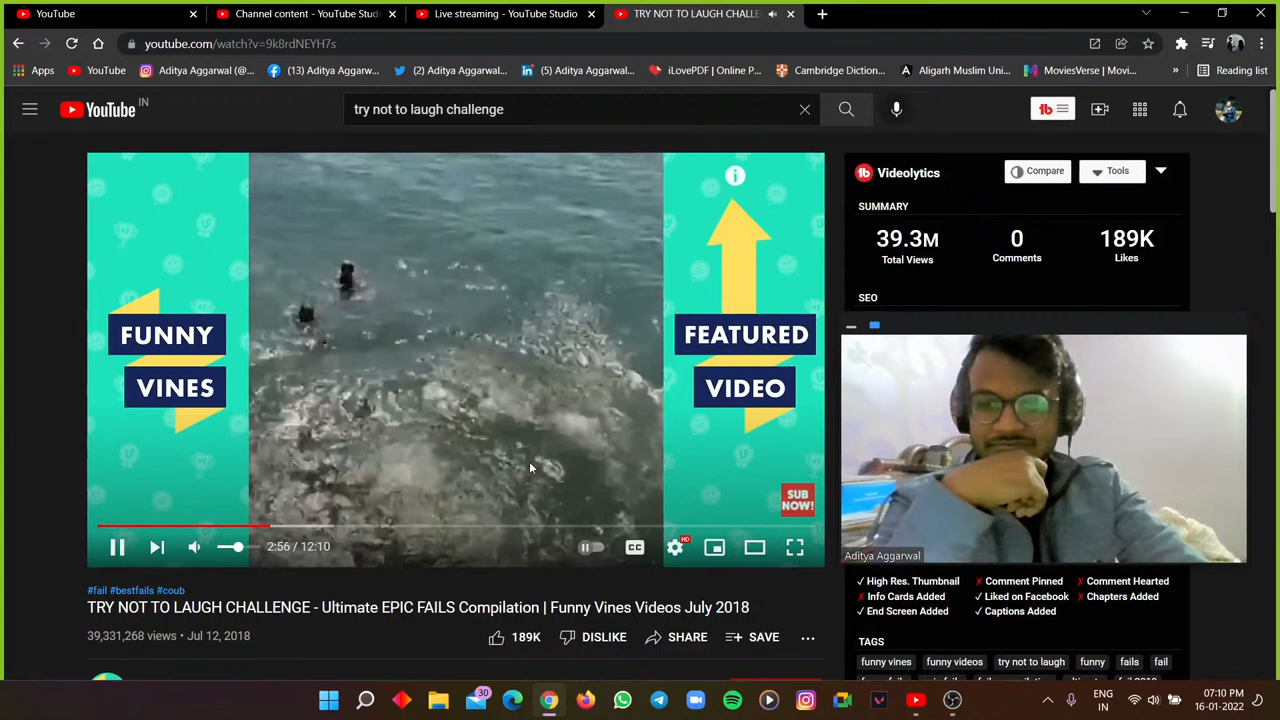 YouTube
Channel content - YouTube Stud
Live streaming - YouTube Studio
TRY NOT TO LAUGH CHALLE
youtube.com/watch?v=9k8rdNEYH7s
Apps
YouTube
Aditya Aggarwal (@...
(13) Aditya Aggarw...
(2) Aditya Aggarwal...
(5) Aditya Aggarwal...
iLovePDF | Online P...
Cambridge Dictionar...
Aligarh Muslim Uni...
MoviesVerse | Movi...
»
Reading list
YouTube IN
try not to laugh challenge
tb
FUNNY
VINES
FEATURED
VIDEO
SUB
NOW!
2:56 / 12:10
CC
HD
tb Videolytics
Compare
Tools
SUMMARY
39.3M
Total Views
0
Comments
189K
Likes
SEO
Aditya Aggarwal
✓ High Res. Thumbnail
✗ Comment Pinned
✗ Comment Hearted
✗ Info Cards Added
✓ Liked on Facebook
✗ Chapters Added
✓ End Screen Added
✓ Captions Added
TAGS
funny vines
funny videos
try not to laugh
funny
fails
fail
#fail #bestfails #coub
TRY NOT TO LAUGH CHALLENGE - Ultimate EPIC FAILS Compilation | Funny Vines Videos July 2018
39,331,268 views • Jul 12, 2018
189K
DISLIKE
SHARE
SAVE
30
ENG
IN
07:10 PM
16-01-2022